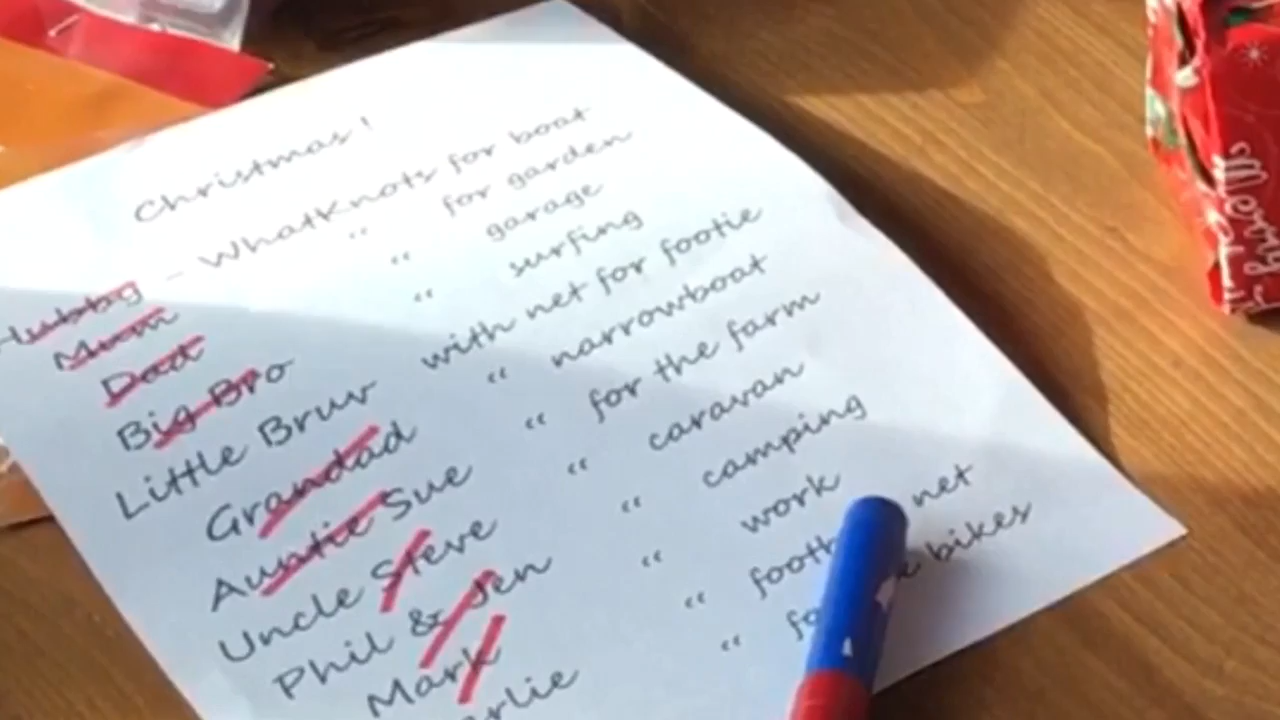 Christmas!
Hubby – WhatKnots for boat
Mum “ for garden
Dad “ garage
Big Bro “ surfing
Little Bruv with net for footie
Grandad “ narrowboat
Auntie Sue “ for the farm
Uncle Steve “ caravan
Phil & Jen “ camping
Mark “ work
“ net
“ bikes
Merry